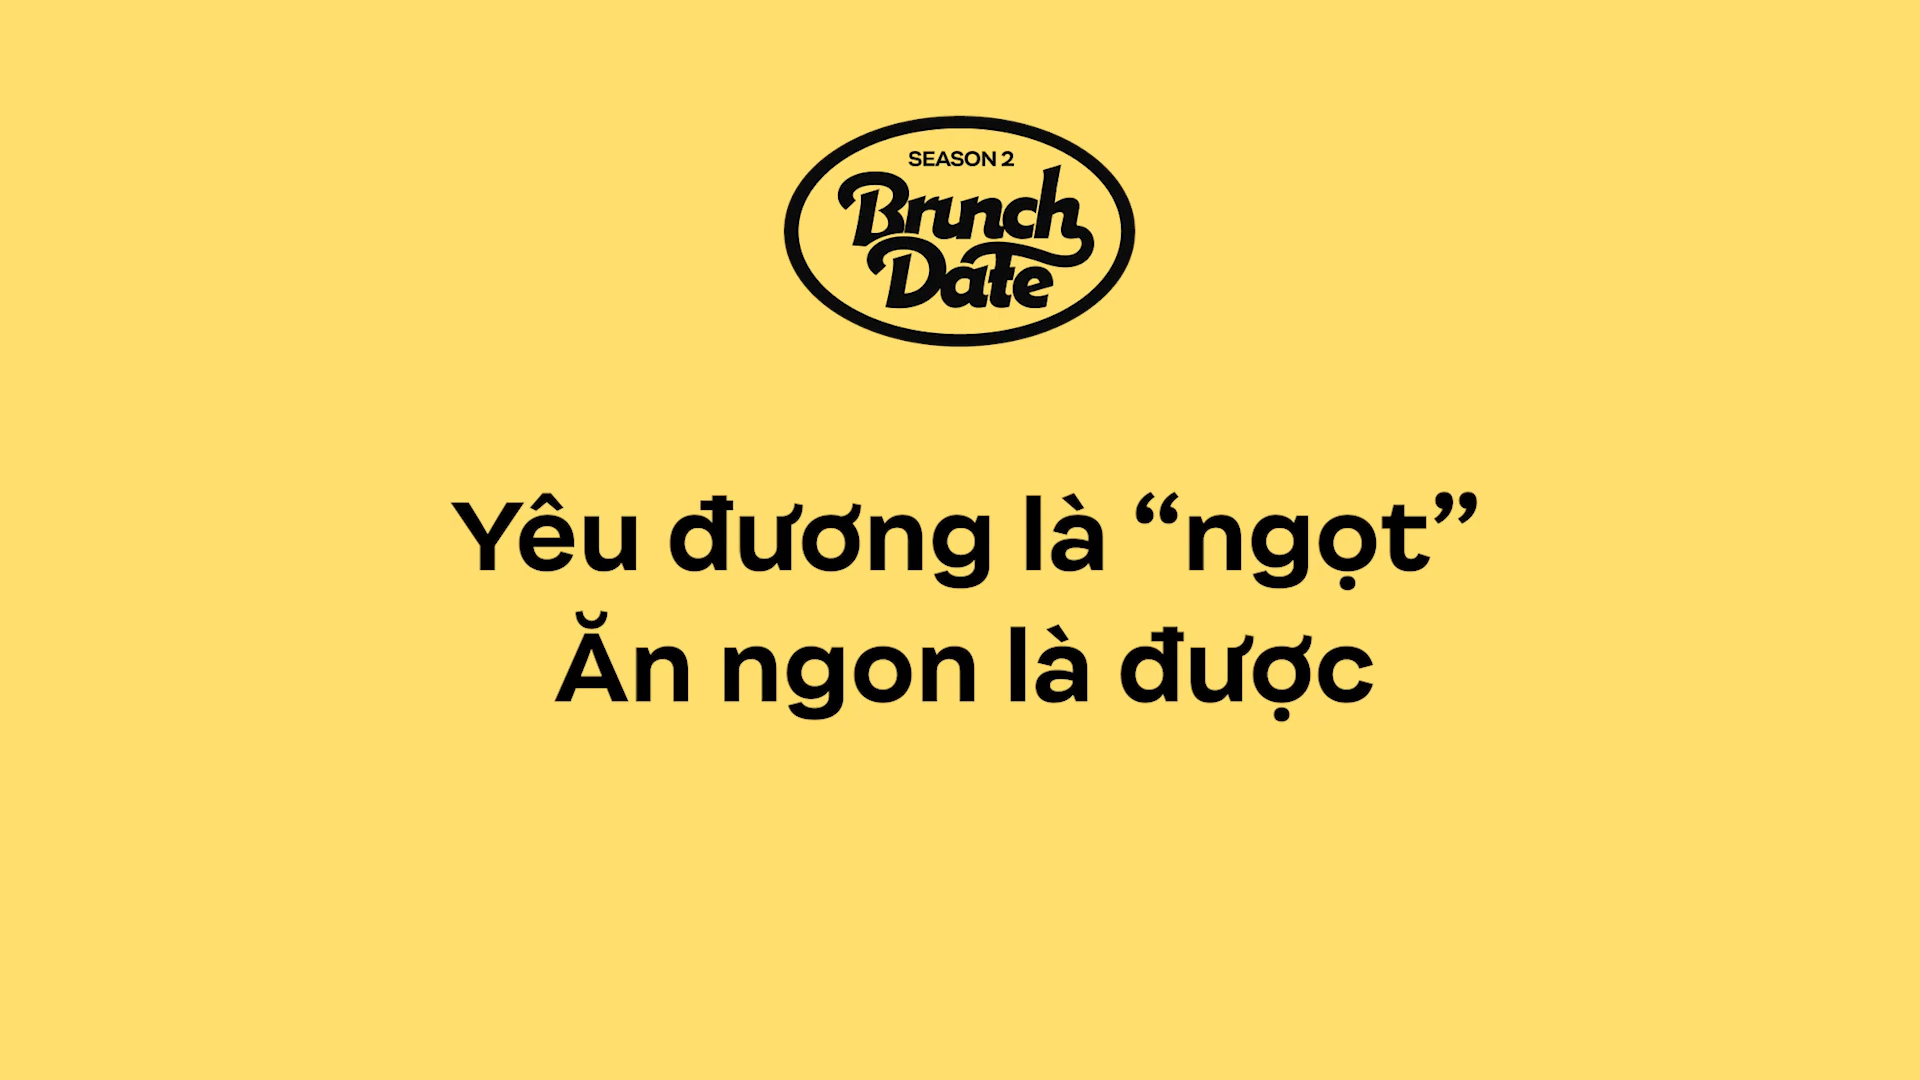 SEASON 2
Brunch
Date
Yêu đương là “ngọt”
Ăn ngon là được